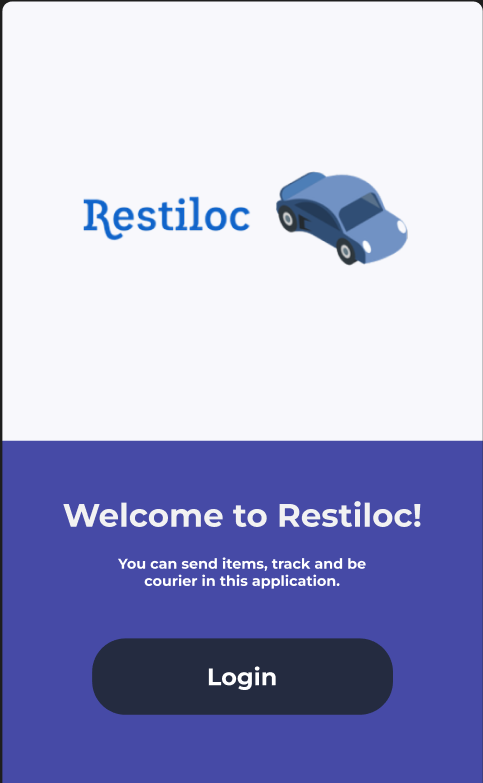 Restiloc
Welcome to Restiloc!
You can send items, track and be
courier in this application.
Login